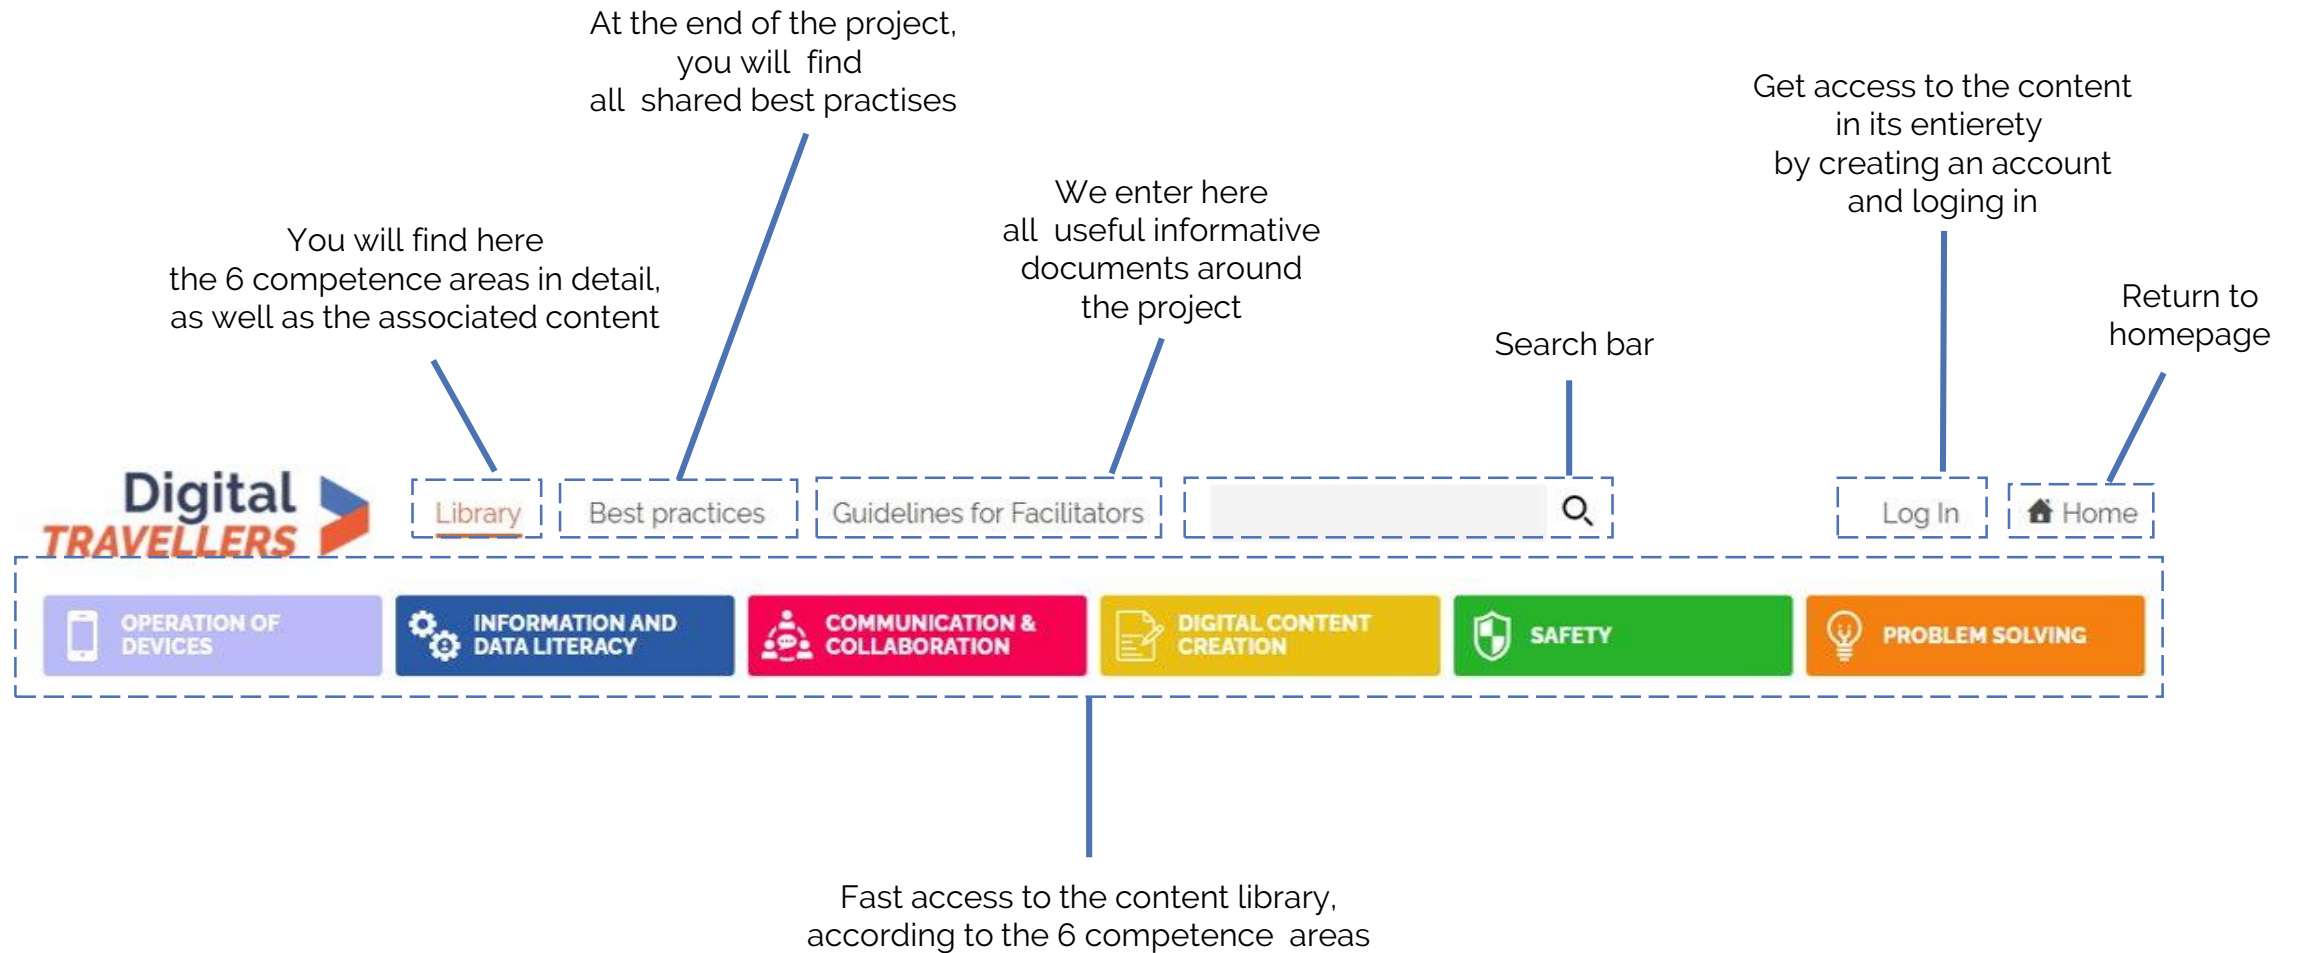 At the end of the project,
you will find
all shared best practises
Get access to the content
in its entierety
by creating an account
and loging in
We enter here
all useful informative
documents around
the project
You will find here
the 6 competence areas in detail,
as well as the associated content
Return to
homepage
Search bar
Digital
TRAVELLERS
Library
Best practices
Guidelines for Facilitators
Log In
Home
OPERATION OF
DEVICES
INFORMATION AND
DATA LITERACY
COMMUNICATION &
COLLABORATION
DIGITAL CONTENT
CREATION
SAFETY
PROBLEM SOLVING
Fast access to the content library,
according to the 6 competence areas